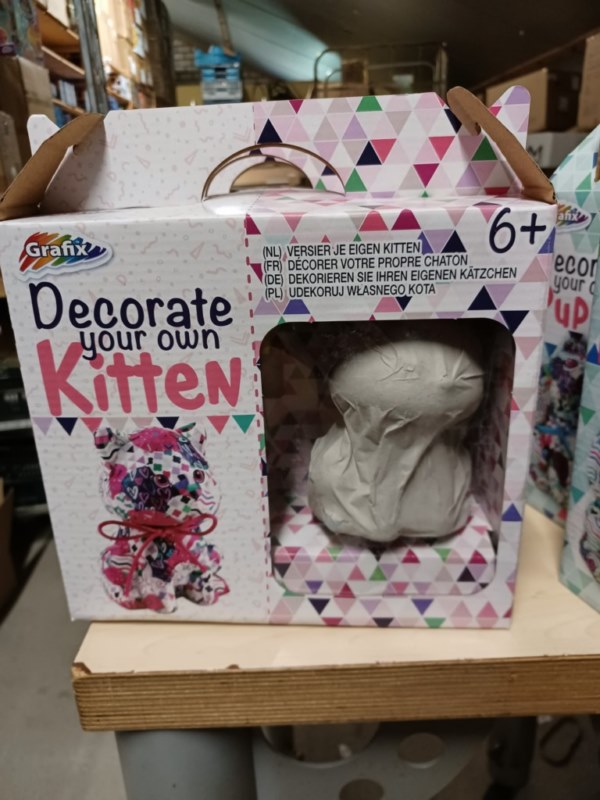 Grafix
6+
(NL) VERSIER JE EIGEN KITTEN
(FR) DÉCORER VOTRE PROPRE CHATON
(DE) DEKORIEREN SIE IHREN EIGENEN KÄTZCHEN
(PL) UDEKORUJ WŁASNEGO KOTA
Decorate
your own
Kitten